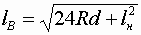 l_B = √(24Rd + l_н²)